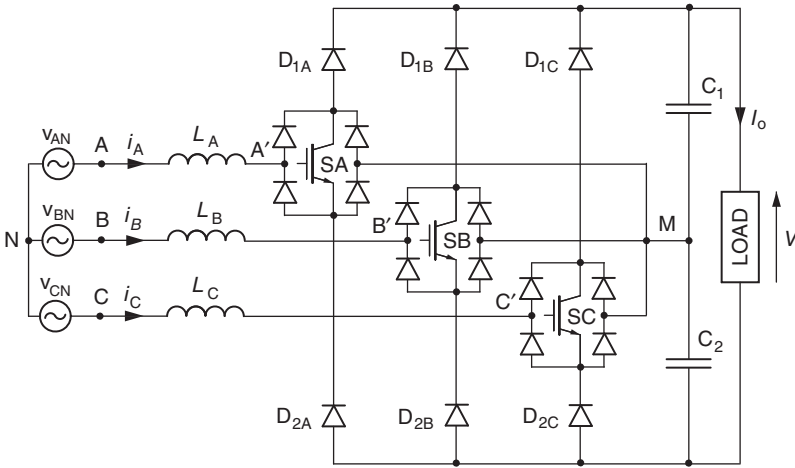 D1A
D1B
D1C
C1
Io
vAN
A
iA
LA
A′
SA
vBN
B
iB
LB
B′
SB
M
N
LOAD
V
vCN
C
iC
LC
C′
SC
C2
D2A
D2B
D2C